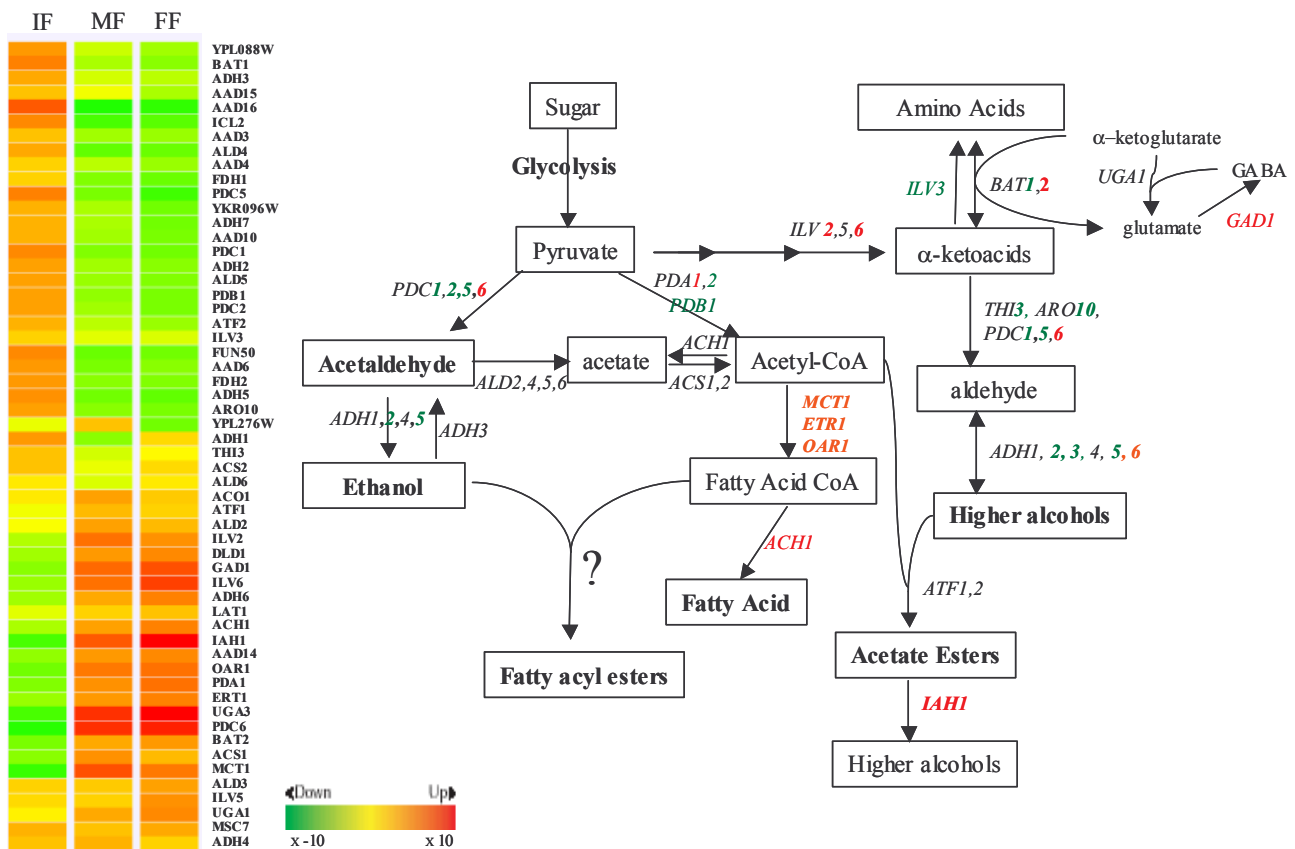 IF MF FF
YPL088W
BAT1
ADH3
AAD15
AAD16
ICL2
AAD3
ALD4
AAD4
FDH1
PDC5
YKR096W
ADH7
AAD10
PDC1
ADH2
ALD5
PDB1
PDC2
ATF2
ILV3
FUN50
AAD6
FDH2
ADH5
ARO10
YPL276W
ADH1
THI3
ACS2
ALD6
ACO1
ATF1
ALD2
ILV2
DLD1
GAD1
ILV6
ADH6
LAT1
ACH1
IAH1
AAD14
OAR1
PDA1
ERT1
UGA3
PDC6
BAT2
ACS1
MCT1
ALD3
ILV5
UGA1
MSC7
ADH4
Down Up
x -10 x 10
Sugar
Glycolysis
Pyruvate
ILV 2,5,6
PDC1,2,5,6
PDA1,2
PDB1
Acetaldehyde
ALD2,4,5,6
acetate
ACH1
ACS1,2
Acetyl-CoA
ADH1,2,4,5
ADH3
Ethanol
MCT1
ETR1
OAR1
Fatty Acid CoA
ACH1
Fatty Acid
?
Fatty acyl esters
Amino Acids
α–ketoglutarate
ILV3
BAT1,2
UGA1
GABA
glutamate
GAD1
α-ketoacids
THI3, ARO10,
PDC1,5,6
aldehyde
ADH1, 2, 3, 4, 5, 6
Higher alcohols
ATF1,2
Acetate Esters
IAH1
Higher alcohols